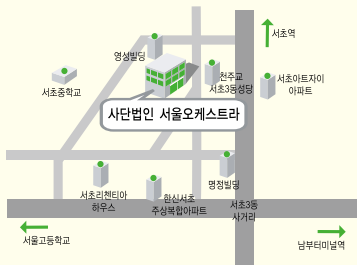 서초역
영성빌딩
천주교
서초3동성당
서초아트자이
아파트
서초중학교
사단법인 서울오케스트라
명정빌딩
서초리첸티아
하우스
한신서초
주상복합아파트
서초3동
사거리
서울고등학교
남부터미널역